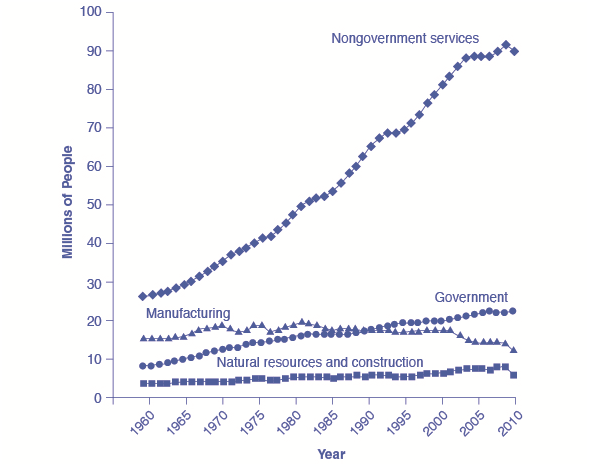 100
90
80
70
60
50
40
30
20
10
0
Millions of People
Nongovernment services
Government
Manufacturing
Natural resources and construction
1960 1965 1970 1975 1980 1985 1990 1995 2000 2005 2010
Year